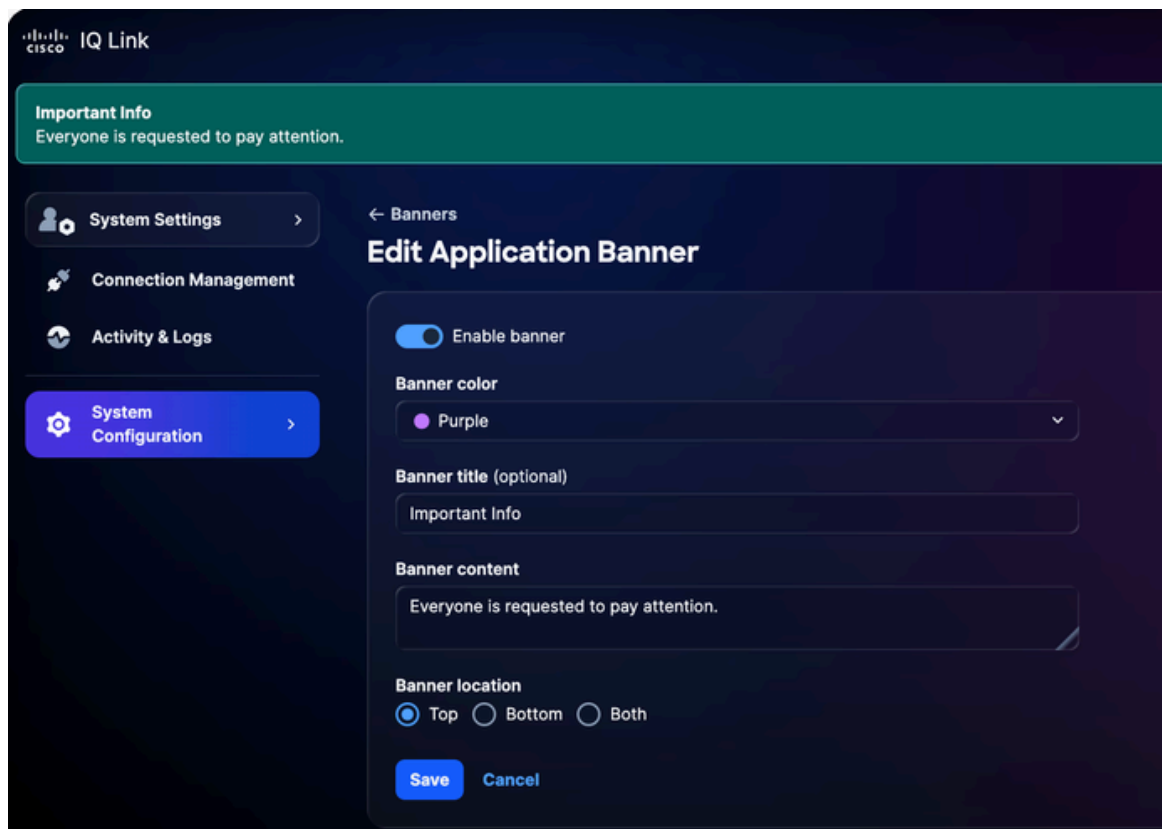 cisco IQ Link
Important Info
Everyone is requested to pay attention.
System Settings
Connection Management
Activity & Logs
System
Configuration
← Banners
Edit Application Banner
Enable banner
Banner color
Purple
Banner title (optional)
Important Info
Banner content
Everyone is requested to pay attention.
Banner location
Top Bottom Both
Save Cancel